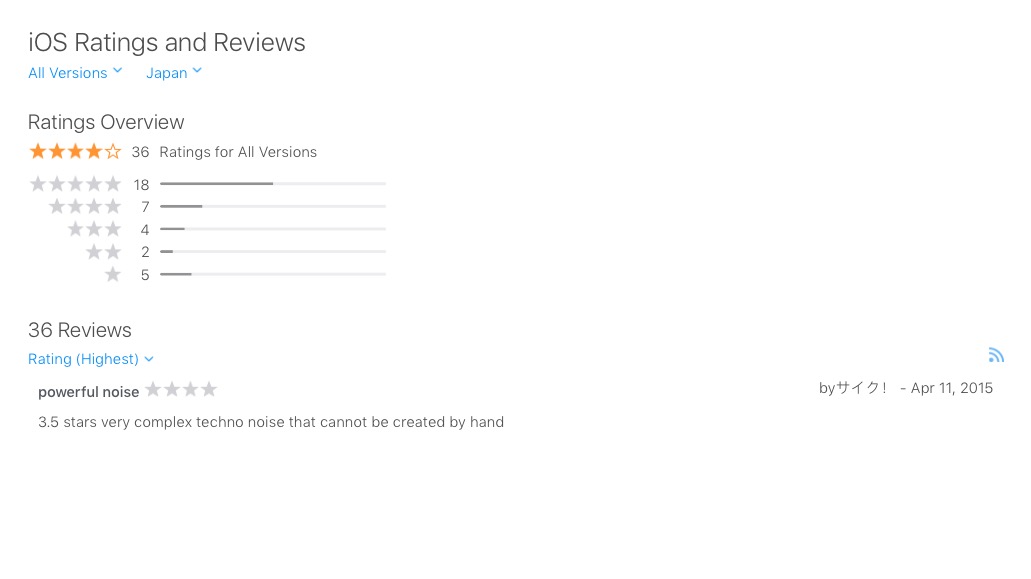 iOS Ratings and Reviews
All Versions Japan
Ratings Overview
36 Ratings for All Versions
18
7
4
2
5
36 Reviews
Rating (Highest)
powerful noise
byサイク！ - Apr 11, 2015
3.5 stars very complex techno noise that cannot be created by hand